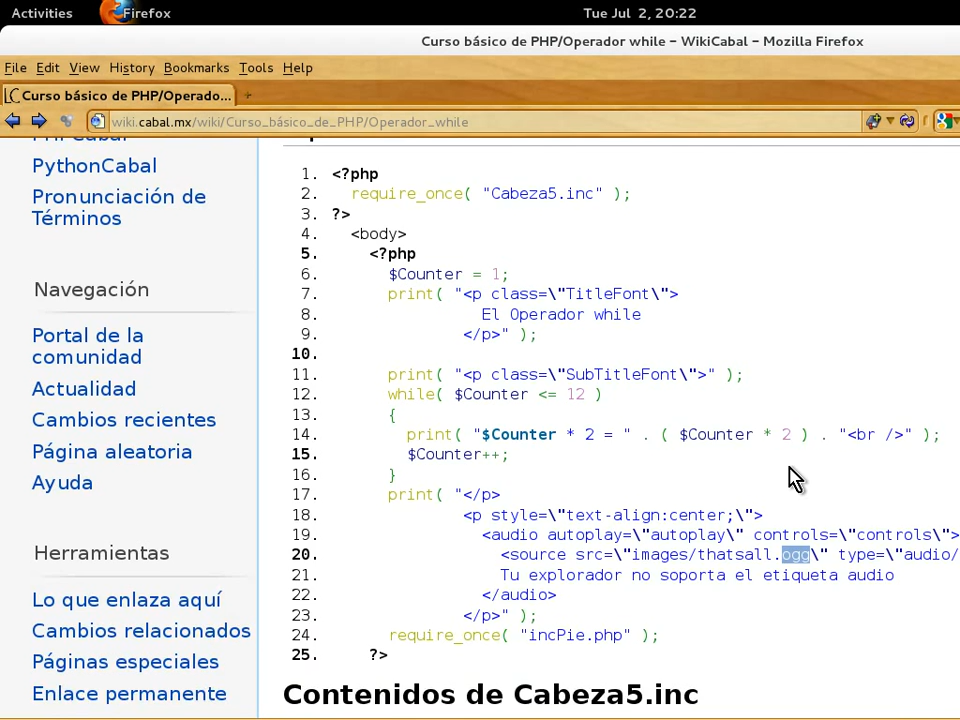 Activities Firefox Tue Jul 2, 20:22
Curso básico de PHP/Operador while – WikiCabal – Mozilla Firefox
File Edit View History Bookmarks Tools Help
Curso básico de PHP/Operado...
wiki.cabal.mx/wiki/Curso_básico_de_PHP/Operador_while
PythonCabal
Pronunciación de
Términos
Navegación
Portal de la
comunidad
Actualidad
Cambios recientes
Página aleatoria
Ayuda
Herramientas
Lo que enlaza aquí
Cambios relacionados
Páginas especiales
Enlace permanente
1. <?php
2. require_once( "Cabeza5.inc" );
3. ?>
4. <body>
5. <?php
6. $Counter = 1;
7. print( "<p class=\"TitleFont\">
8. El Operador while
9. </p>" );
10.
11. print( "<p class=\"SubTitleFont\">" );
12. while( $Counter <= 12 )
13. {
14. print( "$Counter * 2 = " . ( $Counter * 2 ) . "<br />" );
15. $Counter++;
16. }
17. print( "</p>
18. <p style=\"text-align:center;\">
19. <audio autoplay=\"autoplay\" controls=\"controls\">
20. <source src=\"images/thatsall.ogg\" type=\"audio/
21. Tu explorador no soporta el etiqueta audio
22. </audio>
23. </p>" );
24. require_once( "incPie.php" );
25. ?>
Contenidos de Cabeza5.inc